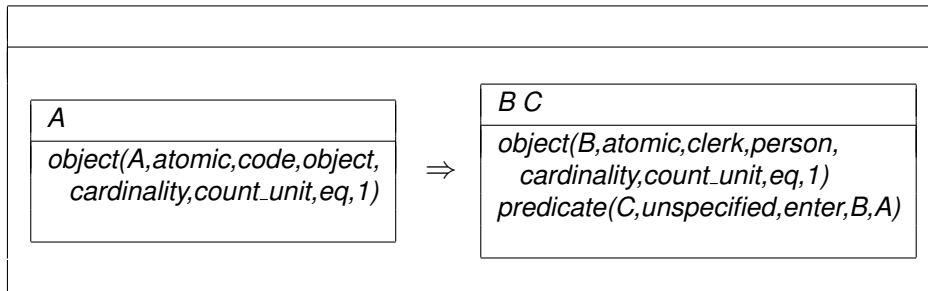 A
object(A,atomic,code,object,
cardinality,count_unit,eq,1)
⇒
B C
object(B,atomic,clerk,person,
cardinality,count_unit,eq,1)
predicate(C,unspecified,enter,B,A)